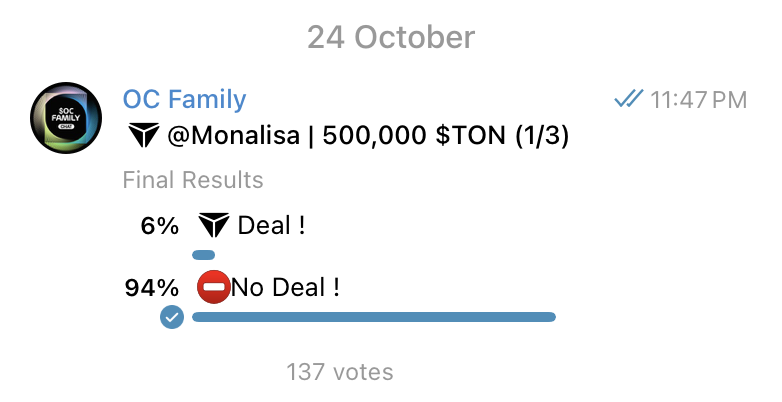 24 October
$OC
FAMILY
CHAT
OC Family
11:47 PM
@Monalisa | 500,000 $TON (1/3)
Final Results
6% Deal !
94% No Deal !
137 votes